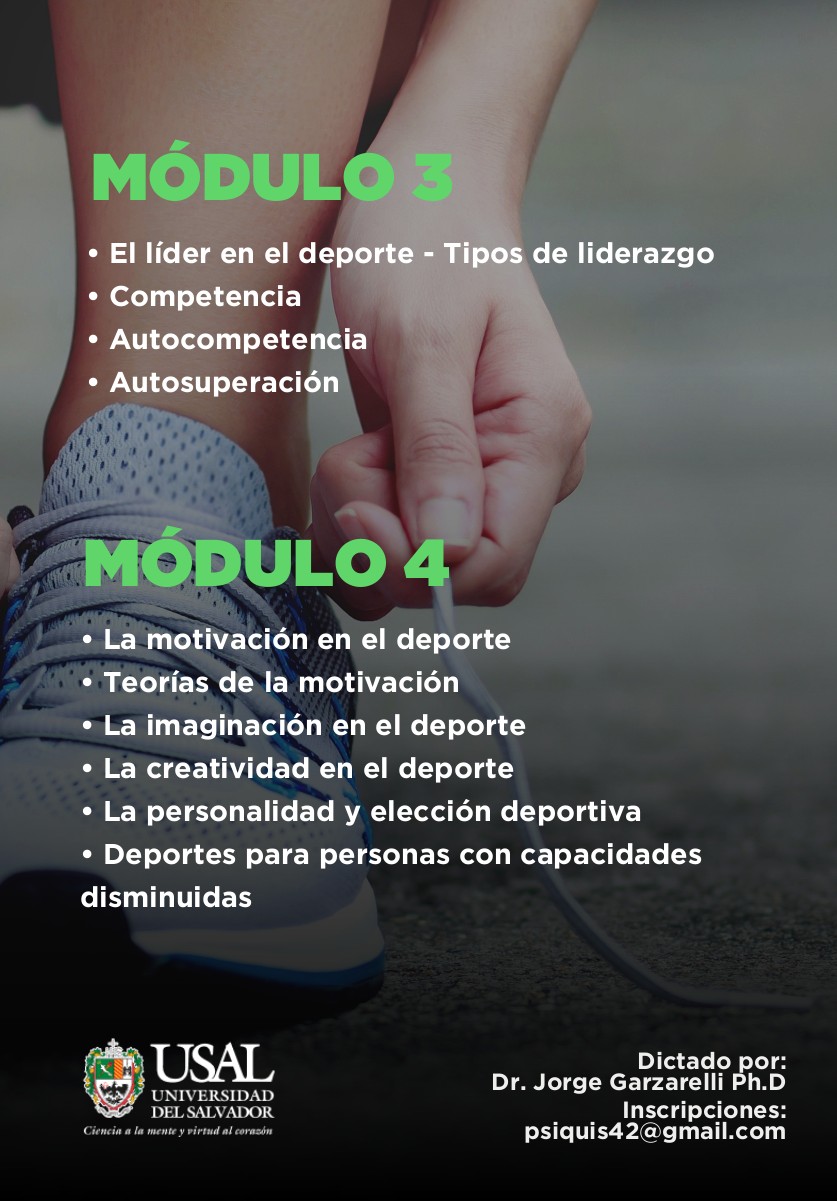 MÓDULO 3
• El líder en el deporte - Tipos de liderazgo
• Competencia
• Autocompetencia
• Autosuperación
MÓDULO 4
• La motivación en el deporte
• Teorías de la motivación
• La imaginación en el deporte
• La creatividad en el deporte
• La personalidad y elección deportiva
• Deportes para personas con capacidades
disminuidas
USAL
UNIVERSIDAD
DEL SALVADOR
Ciencia a la mente y virtud al corazón
Dictado por:
Dr. Jorge Garzarelli Ph.D
Inscripciones:
psiquis42@gmail.com